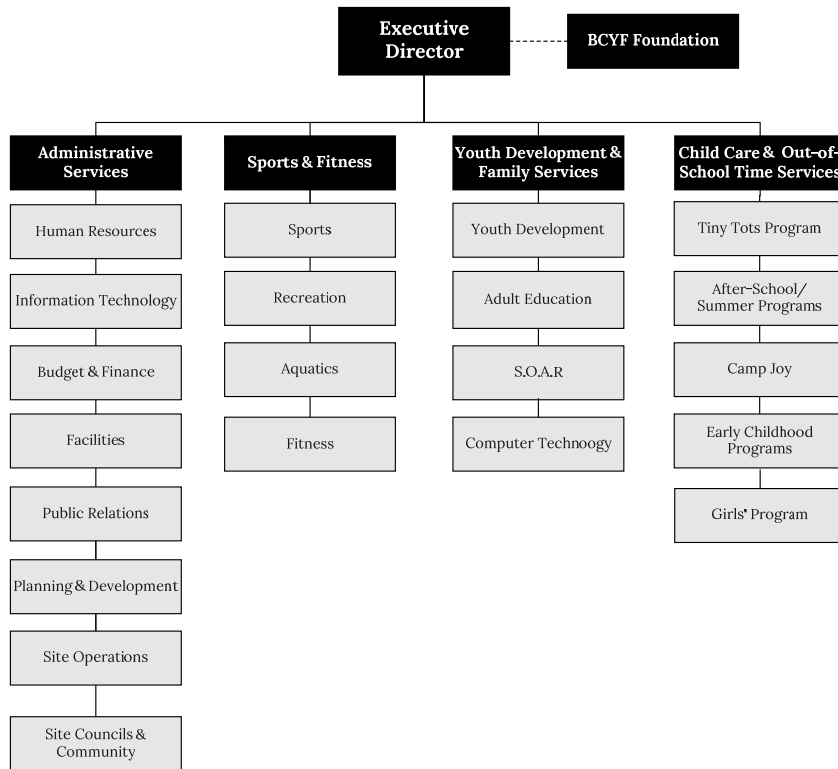 Executive
Director
BCYF Foundation
Administrative
Services
Human Resources
Information Technology
Budget & Finance
Facilities
Public Relations
Planning & Development
Site Operations
Site Councils &
Community
Sports & Fitness
Sports
Recreation
Aquatics
Fitness
Youth Development &
Family Services
Youth Development
Adult Education
S.O.A.R
Computer Technoogy
Child Care & Out-of-
School Time Services
Tiny Tots Program
After-School/
Summer Programs
Camp Joy
Early Childhood
Programs
Girls' Program